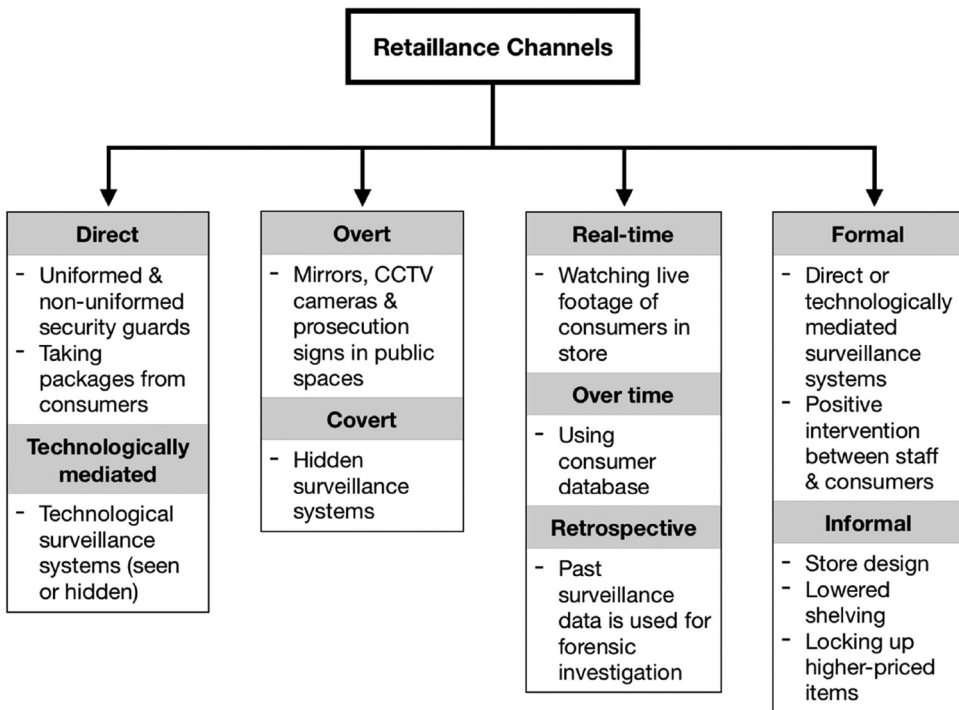 Retaillance Channels
Direct
- Uniformed &
non-uniformed
security guards
- Taking
packages from
consumers
Technologically
mediated
- Technological
surveillance
systems (seen
or hidden)
Overt
- Mirrors, CCTV
cameras &
prosecution
signs in public
spaces
Covert
- Hidden
surveillance
systems
Real-time
- Watching live
footage of
consumers in
store
Over time
- Using
consumer
database
Retrospective
- Past
surveillance
data is used for
forensic
investigation
Formal
- Direct or
technologically
mediated
surveillance
systems
- Positive
intervention
between staff
& consumers
Informal
- Store design
- Lowered
shelving
- Locking up
higher-priced
items